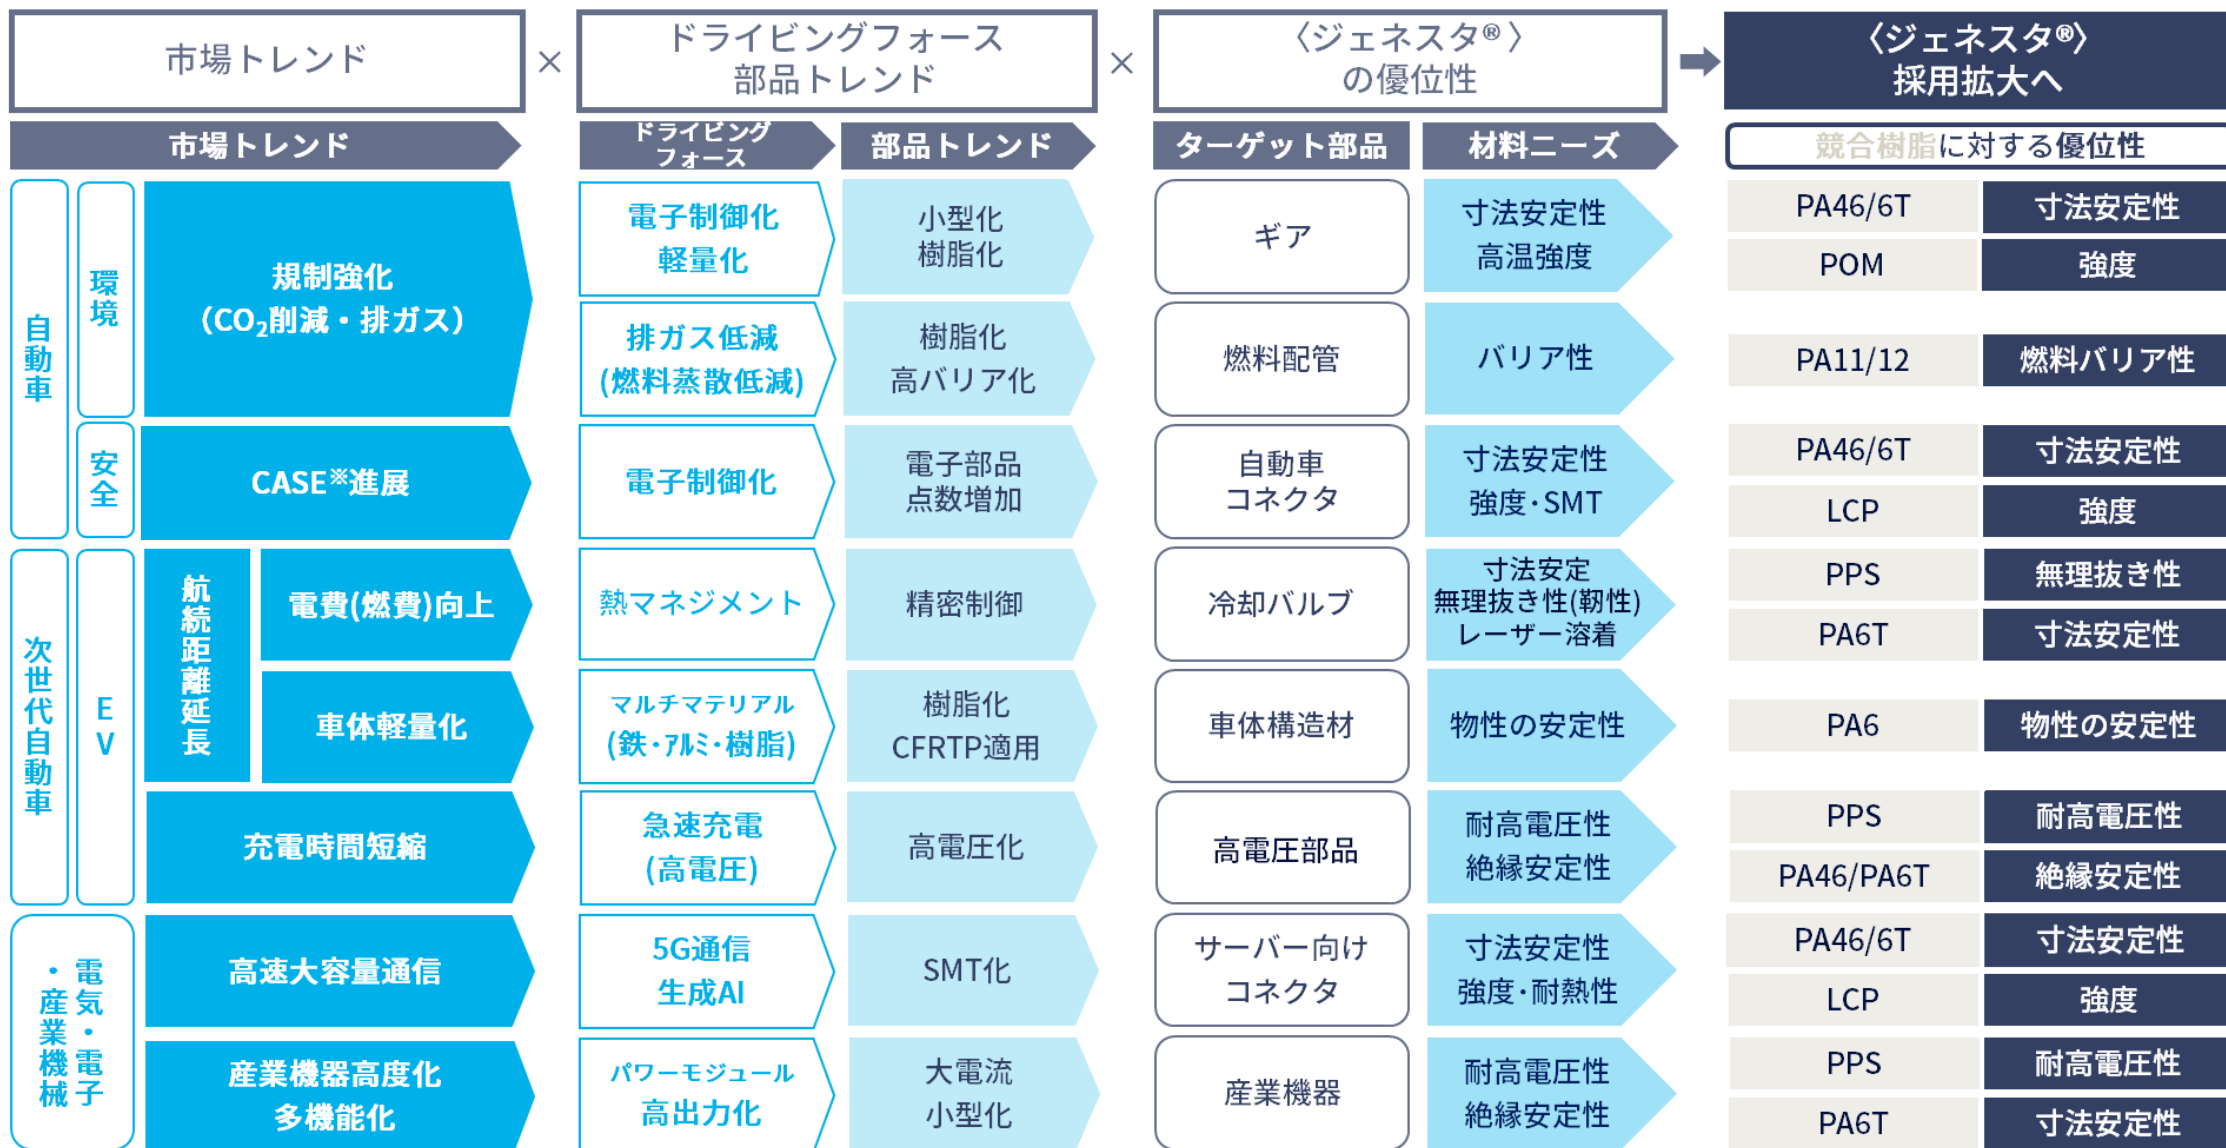 市場トレンド
×
ドライビングフォース
部品トレンド
×
〈ジェネスタ®〉
の優位性
〈ジェネスタ®〉
採用拡大へ
市場トレンド
ドライビング
フォース
部品トレンド
ターゲット部品
材料ニーズ
競合樹脂に対する優位性
自動車
環境
規制強化
（CO₂削減・排ガス）
電子制御化
軽量化
小型化
樹脂化
ギア
寸法安定性
高温強度
PA46/6T
寸法安定性
POM
強度
排ガス低減
(燃料蒸散低減)
樹脂化
高バリア化
燃料配管
バリア性
PA11/12
燃料バリア性
安全
CASE※進展
電子制御化
電子部品
点数増加
自動車
コネクタ
寸法安定性
強度･SMT
PA46/6T
寸法安定性
LCP
強度
次世代自動車
EV
航続距離延長
電費(燃費)向上
熱マネジメント
精密制御
冷却バルブ
寸法安定
無理抜き性(靭性)
レーザー溶着
PPS
無理抜き性
PA6T
寸法安定性
車体軽量化
マルチマテリアル
(鉄･ｱﾙﾐ･樹脂)
樹脂化
CFRTP適用
車体構造材
物性の安定性
PA6
物性の安定性
充電時間短縮
急速充電
(高電圧)
高電圧化
高電圧部品
耐高電圧性
絶縁安定性
PPS
耐高電圧性
PA46/PA6T
絶縁安定性
電気・電子
・産業機械
高速大容量通信
5G通信
生成AI
SMT化
サーバー向け
コネクタ
寸法安定性
強度･耐熱性
PA46/6T
寸法安定性
LCP
強度
産業機器高度化
多機能化
パワーモジュール
高出力化
大電流
小型化
産業機器
耐高電圧性
絶縁安定性
PPS
耐高電圧性
PA6T
寸法安定性